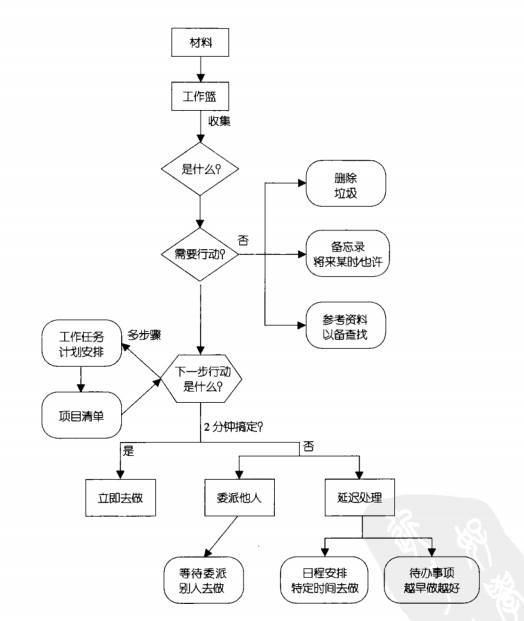 材料
工作篮
收集
是什么?
删除
垃圾
需要行动?
否
备忘录
将来某时/也许
参考资料
以备查找
工作任务
计划安排
多步骤
下一步行动
是什么?
项目清单
2 分钟搞定?
是
否
立即去做
委派他人
延迟处理
等待委派
别人去做
日程安排
特定时间去做
待办事项
越早做越好